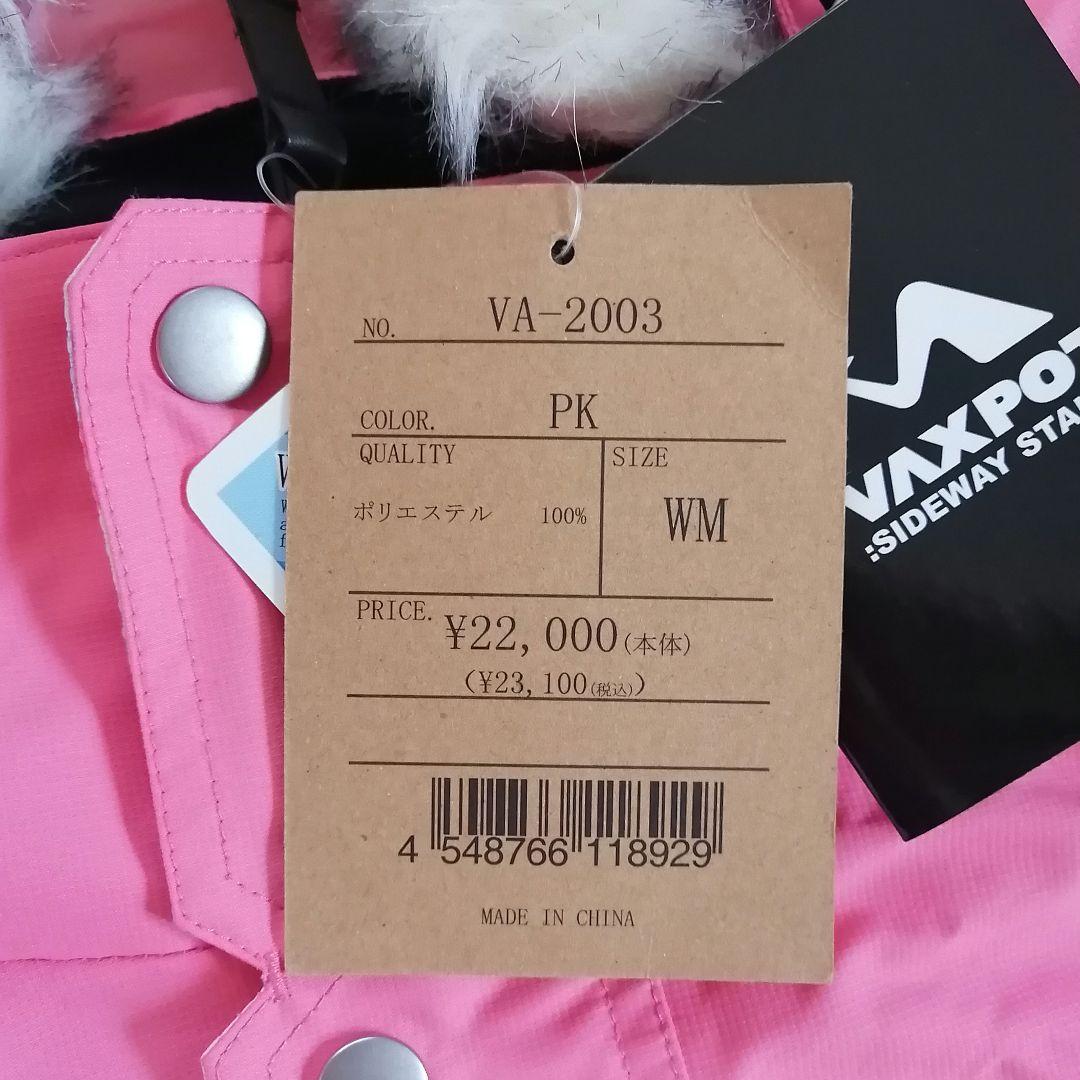 NO. VA-2003
COLOR. PK
QUALITY
ポリエステル 100%
SIZE
WM
PRICE. ¥22,000(本体)
(¥23,100(税込))
4 548766 118929
MADE IN CHINA
VAXPOT
:SIDEWAY STA